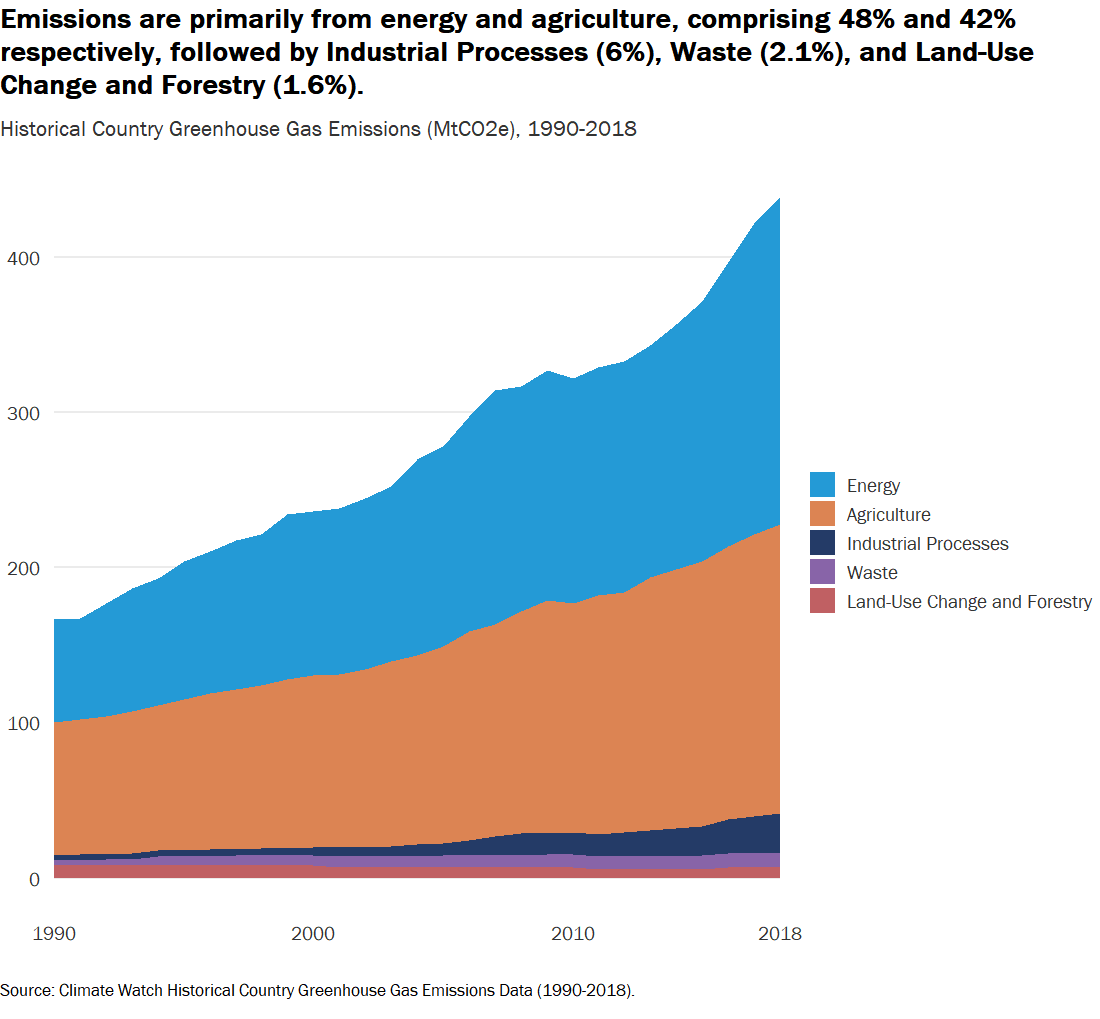 Emissions are primarily from energy and agriculture, comprising 48% and 42%
respectively, followed by Industrial Processes (6%), Waste (2.1%), and Land-Use
Change and Forestry (1.6%).
Historical Country Greenhouse Gas Emissions (MtCO2e), 1990-2018
400
300
200
100
0
1990
2000
2010
2018
Energy
Agriculture
Industrial Processes
Waste
Land-Use Change and Forestry
Source: Climate Watch Historical Country Greenhouse Gas Emissions Data (1990-2018).